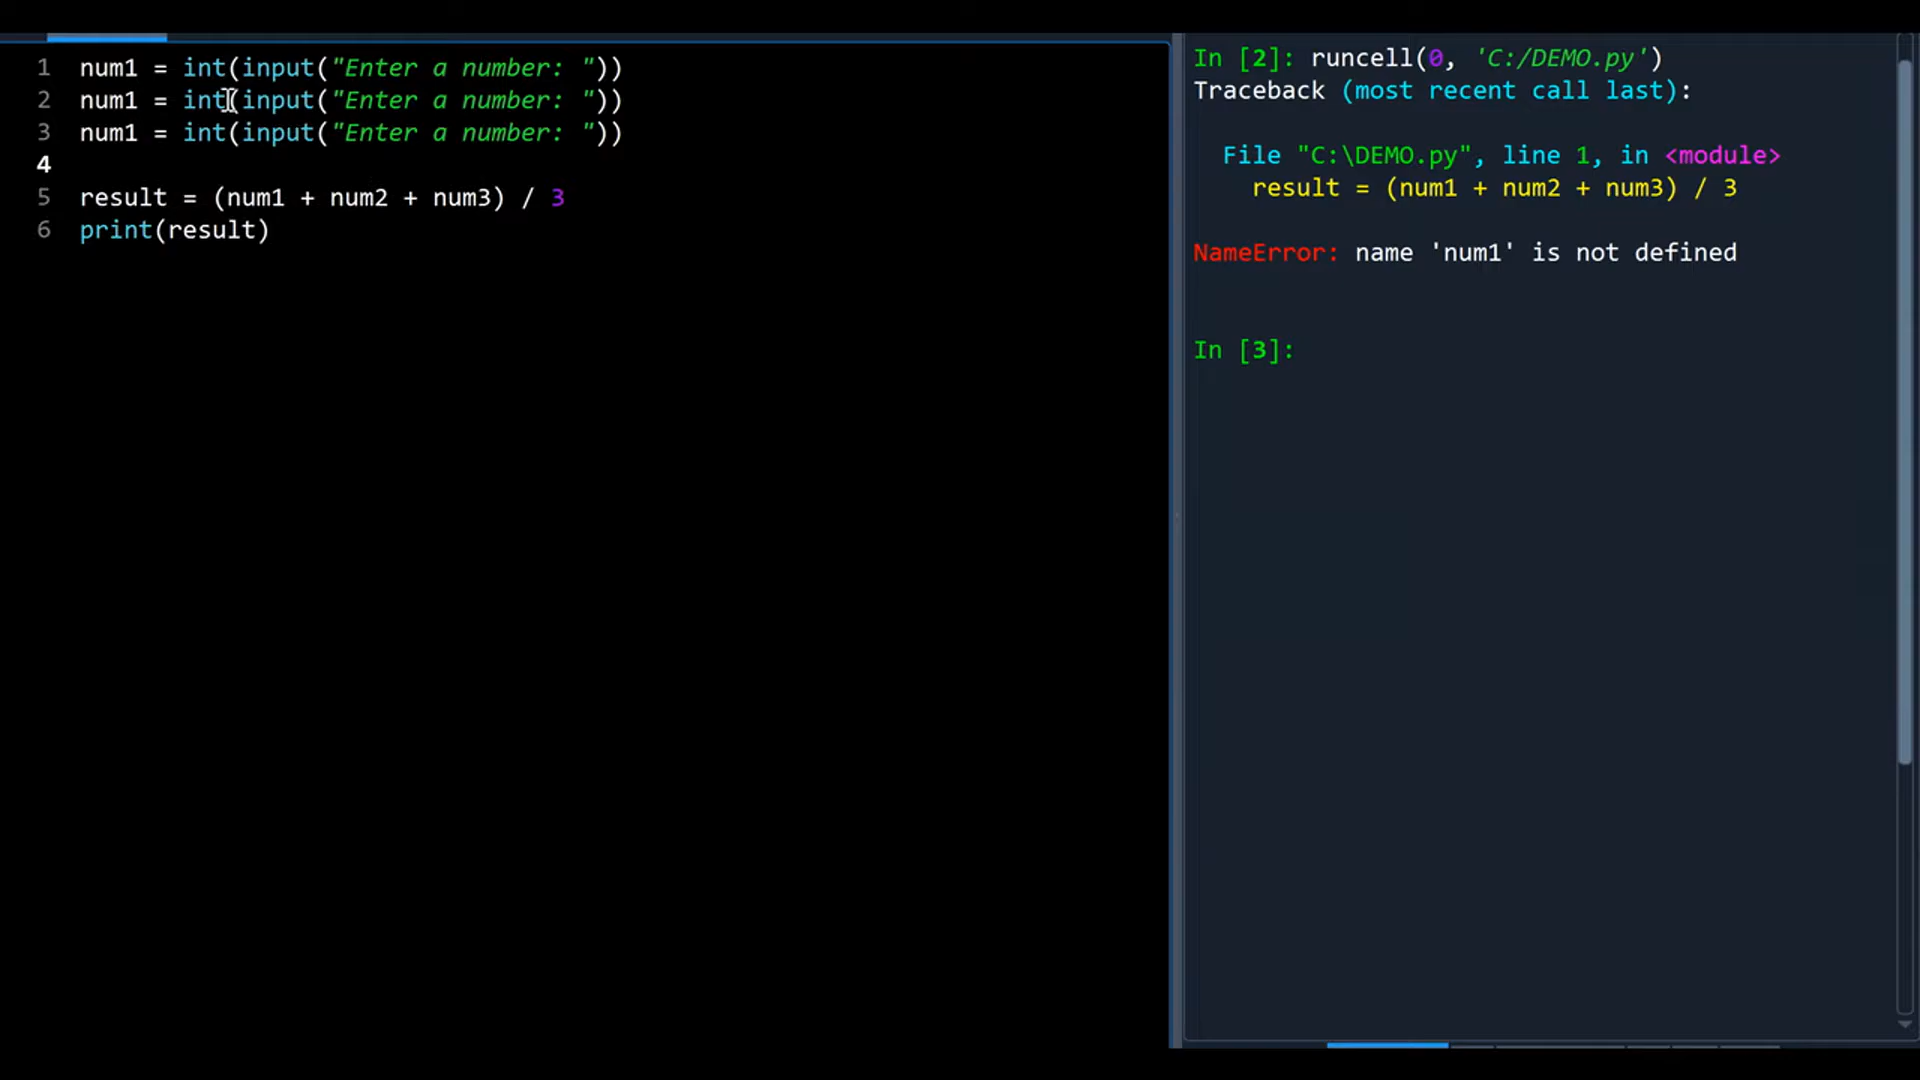 1 num1 = int(input("Enter a number: "))
2 num1 = int(input("Enter a number: "))
3 num1 = int(input("Enter a number: "))
4
5 result = (num1 + num2 + num3) / 3
6 print(result)
In [2]: runcell(0, 'C:/DEMO.py')
Traceback (most recent call last):
File "C:\DEMO.py", line 1, in <module>
result = (num1 + num2 + num3) / 3
NameError: name 'num1' is not defined
In [3]: